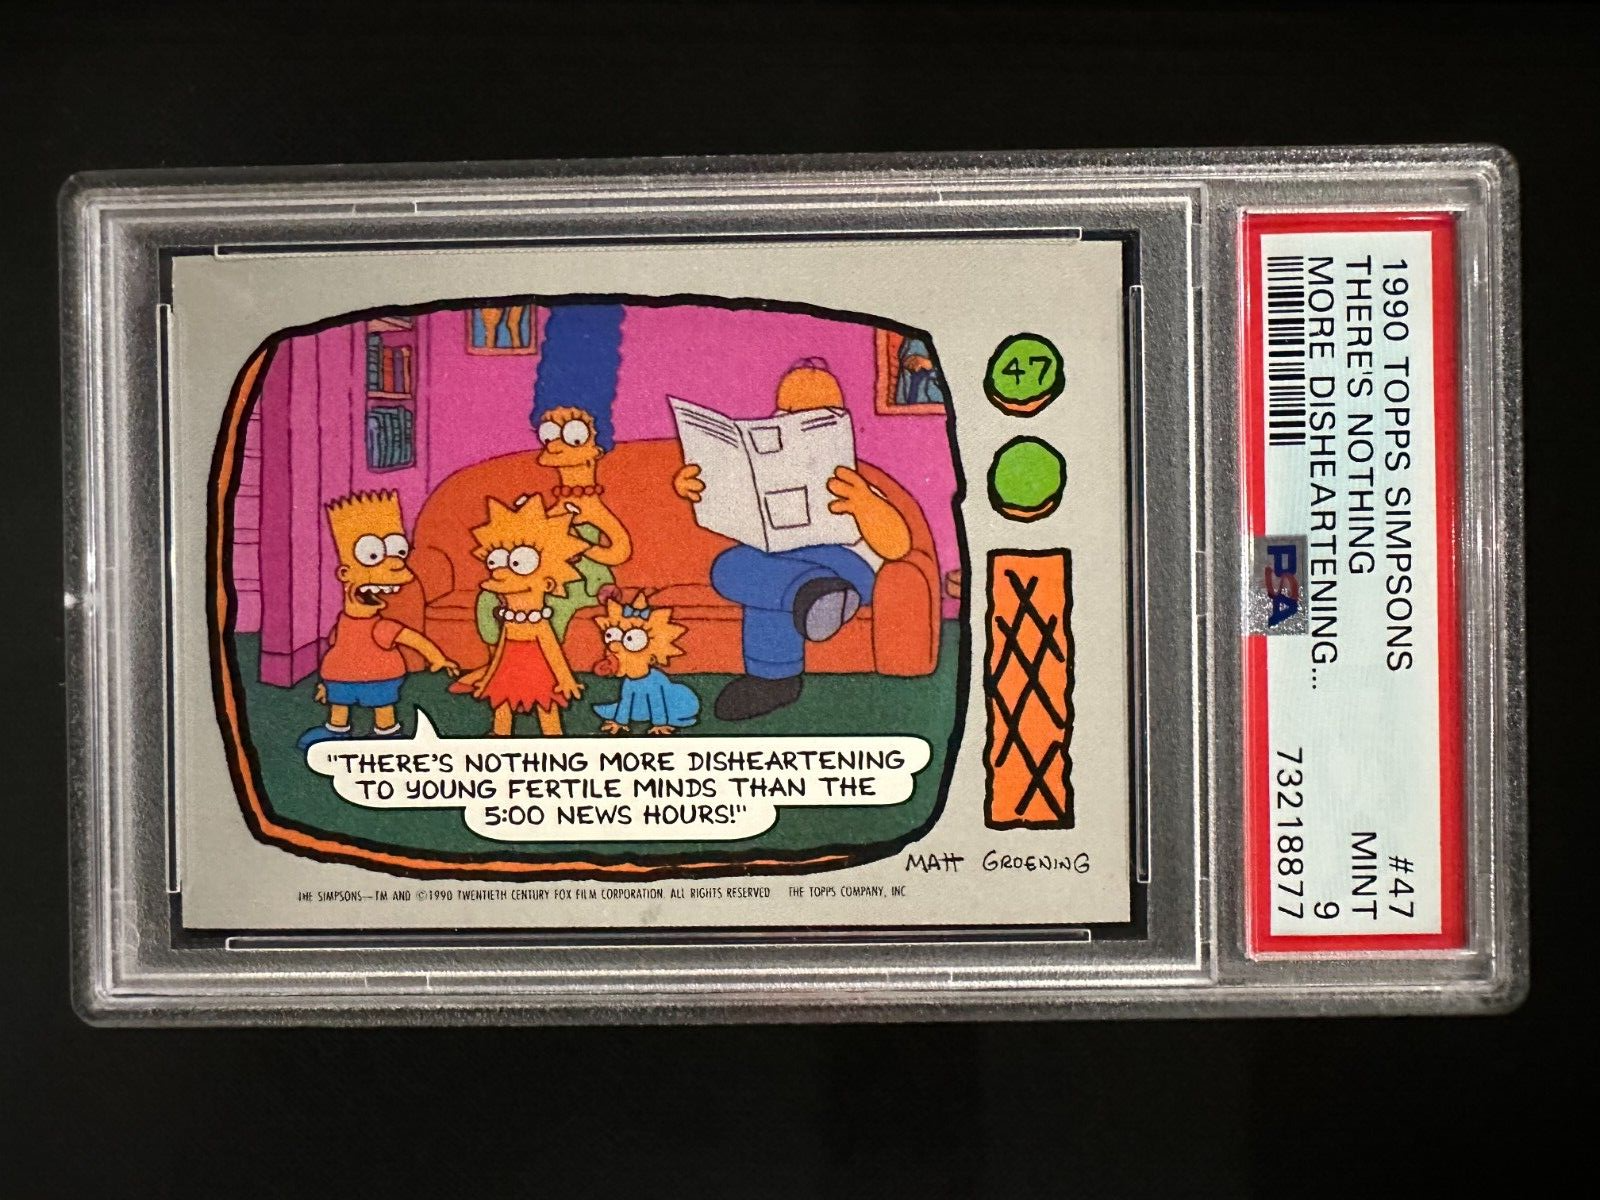 47
"THERE'S NOTHING MORE DISHEARTENING
TO YOUNG FERTILE MINDS THAN THE
5:00 NEWS HOURS!"
MATT GROENING
THE SIMPSONS—TM AND ©1990 TWENTIETH CENTURY FOX FILM CORPORATION. ALL RIGHTS RESERVED THE TOPPS COMPANY, INC
1990 TOPPS SIMPSONS #47
THERE'S NOTHING MINT
MORE DISHEARTENING... 9
PSA 73218877